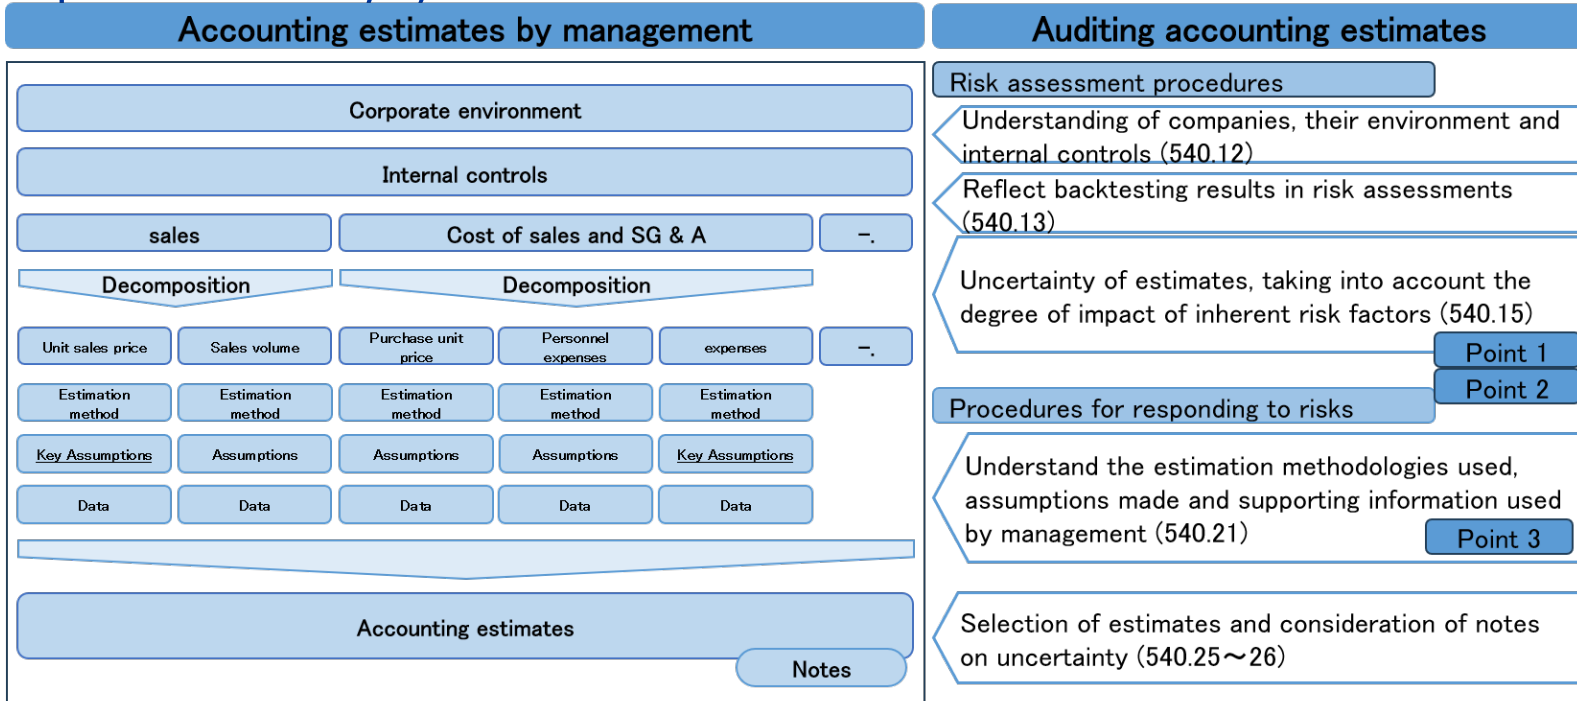 Accounting estimates by management
Auditing accounting estimates
Corporate environment
Internal controls
sales
Cost of sales and SG & A
–.
Decomposition
Decomposition
Unit sales price
Sales volume
Purchase unit
price
Personnel
expenses
expenses
–.
Estimation
method
Estimation
method
Estimation
method
Estimation
method
Estimation
method
Key Assumptions
Assumptions
Assumptions
Assumptions
Key Assumptions
Data
Data
Data
Data
Data
Accounting estimates
Notes
Risk assessment procedures
Understanding of companies, their environment and
internal controls (540.12)
Reflect backtesting results in risk assessments
(540.13)
Uncertainty of estimates, taking into account the
degree of impact of inherent risk factors (540.15)
Point 1
Point 2
Procedures for responding to risks
Understand the estimation methodologies used,
assumptions made and supporting information used
by management (540.21)
Point 3
Selection of estimates and consideration of notes
on uncertainty (540.25～26)